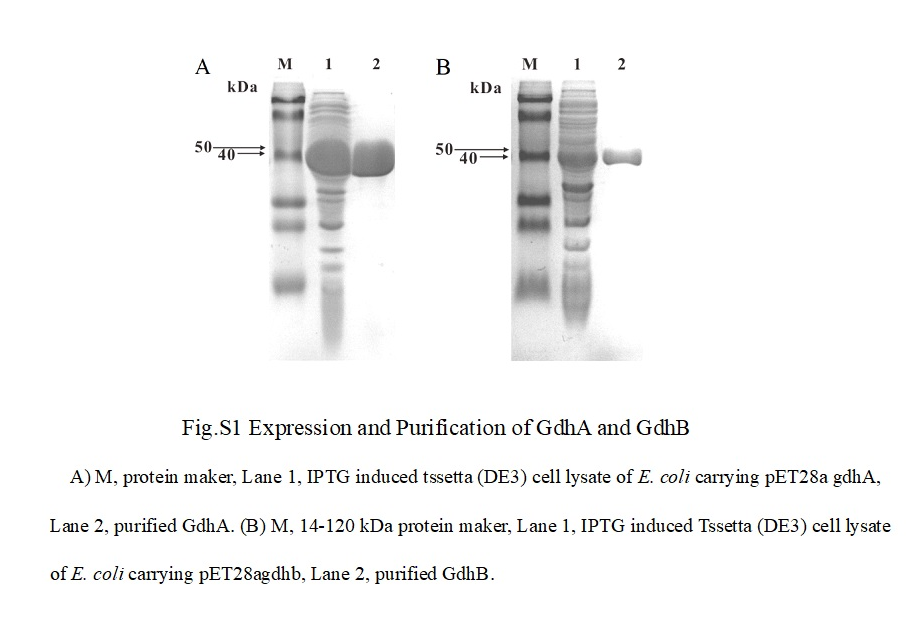 A M 1 2 B M 1 2
kDa kDa
50 50
40 40
Fig.S1 Expression and Purification of GdhA and GdhB
A) M, protein maker, Lane 1, IPTG induced tssetta (DE3) cell lysate of E. coli carrying pET28a gdhA,
Lane 2, purified GdhA. (B) M, 14-120 kDa protein maker, Lane 1, IPTG induced Tssetta (DE3) cell lysate
of E. coli carrying pET28agdhb, Lane 2, purified GdhB.